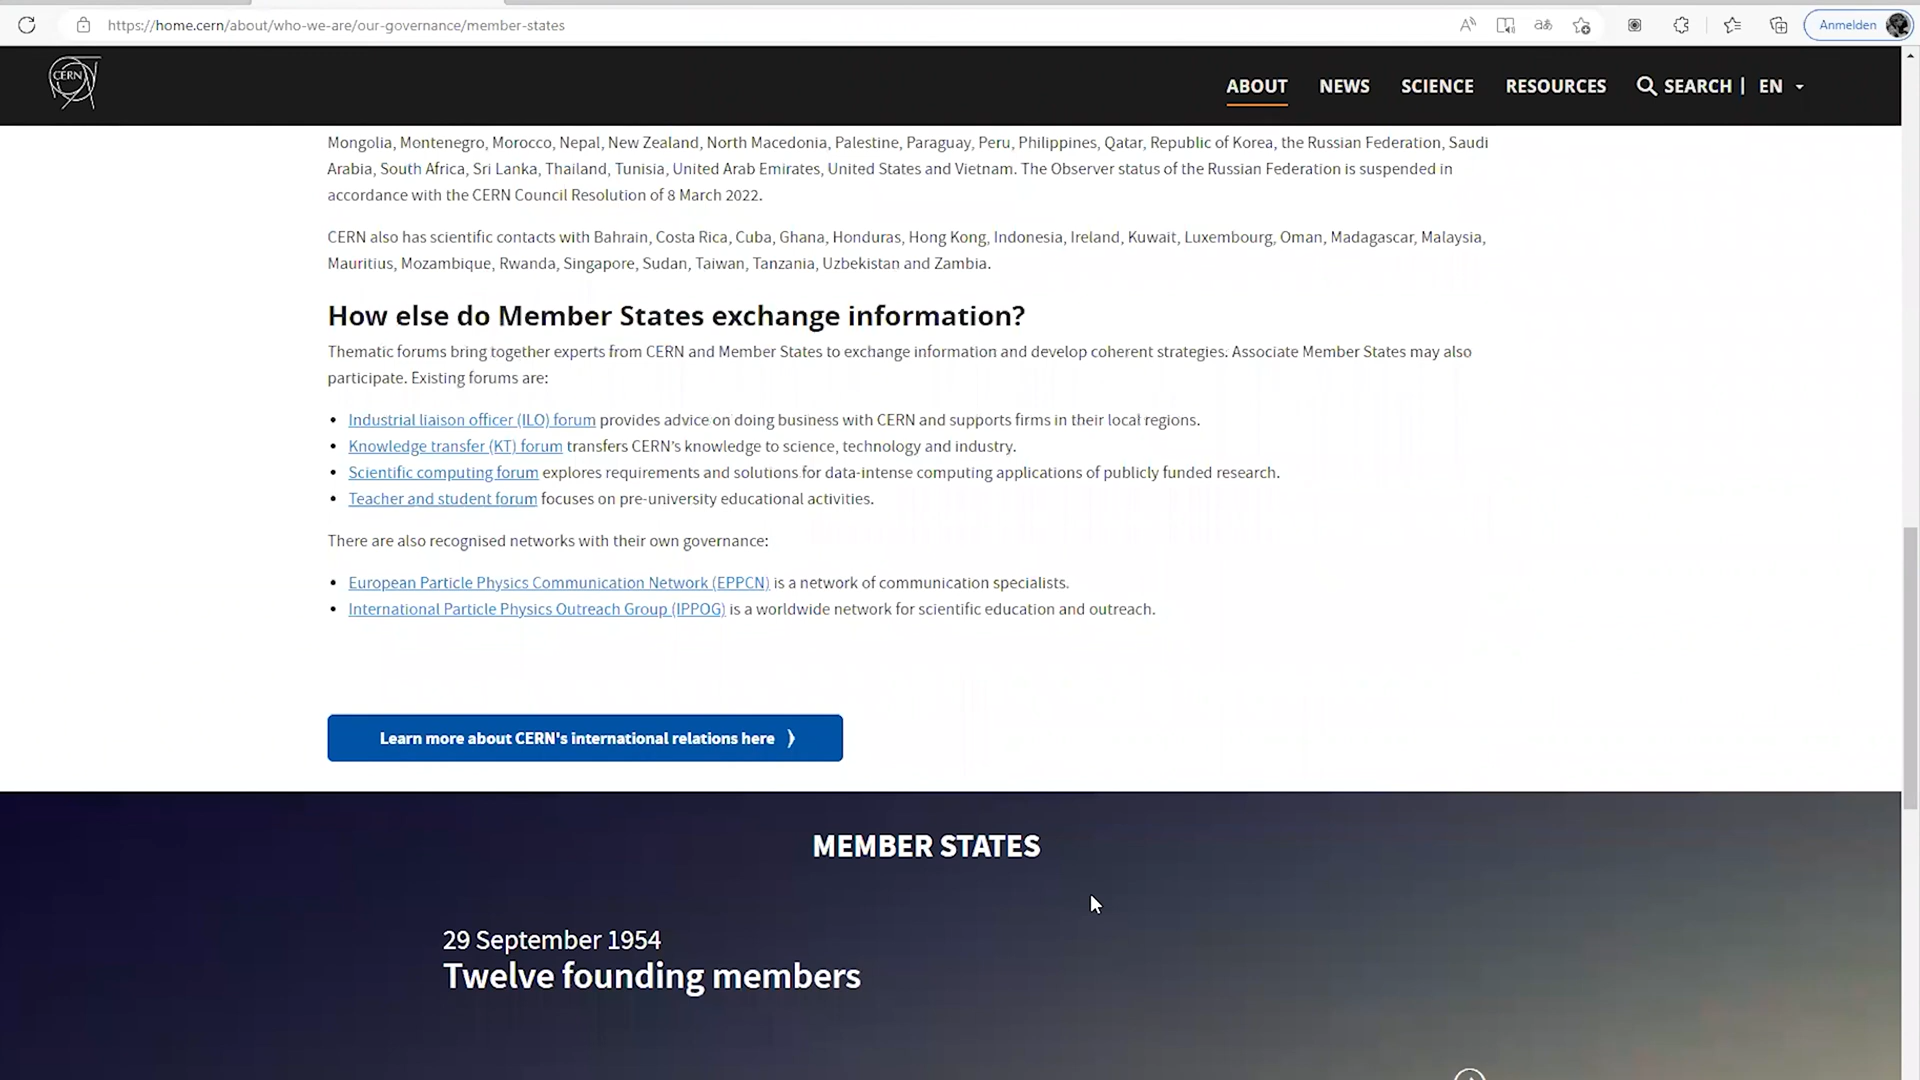 https://home.cern/about/who-we-are/our-governance/member-states
Anmelden
CERN
ABOUT
NEWS
SCIENCE
RESOURCES
SEARCH
EN
Mongolia, Montenegro, Morocco, Nepal, New Zealand, North Macedonia, Palestine, Paraguay, Peru, Philippines, Qatar, Republic of Korea, the Russian Federation, Saudi
Arabia, South Africa, Sri Lanka, Thailand, Tunisia, United Arab Emirates, United States and Vietnam. The Observer status of the Russian Federation is suspended in
accordance with the CERN Council Resolution of 8 March 2022.
CERN also has scientific contacts with Bahrain, Costa Rica, Cuba, Ghana, Honduras, Hong Kong, Indonesia, Ireland, Kuwait, Luxembourg, Oman, Madagascar, Malaysia,
Mauritius, Mozambique, Rwanda, Singapore, Sudan, Taiwan, Tanzania, Uzbekistan and Zambia.
How else do Member States exchange information?
Thematic forums bring together experts from CERN and Member States to exchange information and develop coherent strategies. Associate Member States may also
participate. Existing forums are:
• Industrial liaison officer (ILO) forum provides advice on doing business with CERN and supports firms in their local regions.
• Knowledge transfer (KT) forum transfers CERN's knowledge to science, technology and industry.
• Scientific computing forum explores requirements and solutions for data-intense computing applications of publicly funded research.
• Teacher and student forum focuses on pre-university educational activities.
There are also recognised networks with their own governance:
• European Particle Physics Communication Network (EPPCN) is a network of communication specialists.
• International Particle Physics Outreach Group (IPPOG) is a worldwide network for scientific education and outreach.
Learn more about CERN's international relations here
MEMBER STATES
29 September 1954
Twelve founding members